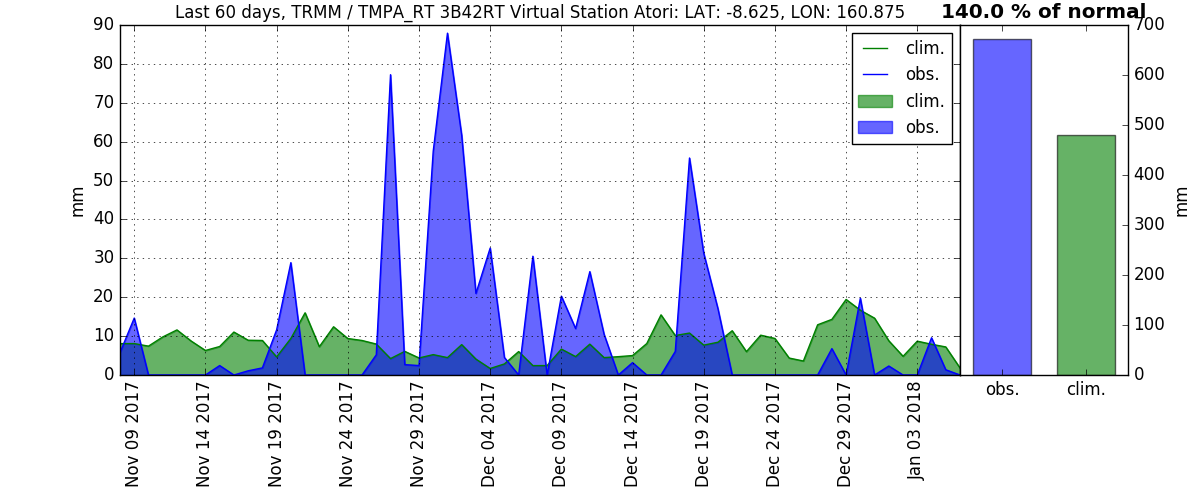 Last 60 days, TRMM / TMPA_RT 3B42RT Virtual Station Atori: LAT: -8.625, LON: 160.875
140.0 % of normal
90
80
70
60
50
40
30
20
10
0
mm
clim.
obs.
clim.
obs.
700
600
500
400
300
200
100
0
mm
Nov 09 2017
Nov 14 2017
Nov 19 2017
Nov 24 2017
Nov 29 2017
Dec 04 2017
Dec 09 2017
Dec 14 2017
Dec 19 2017
Dec 24 2017
Dec 29 2017
Jan 03 2018
obs.
clim.